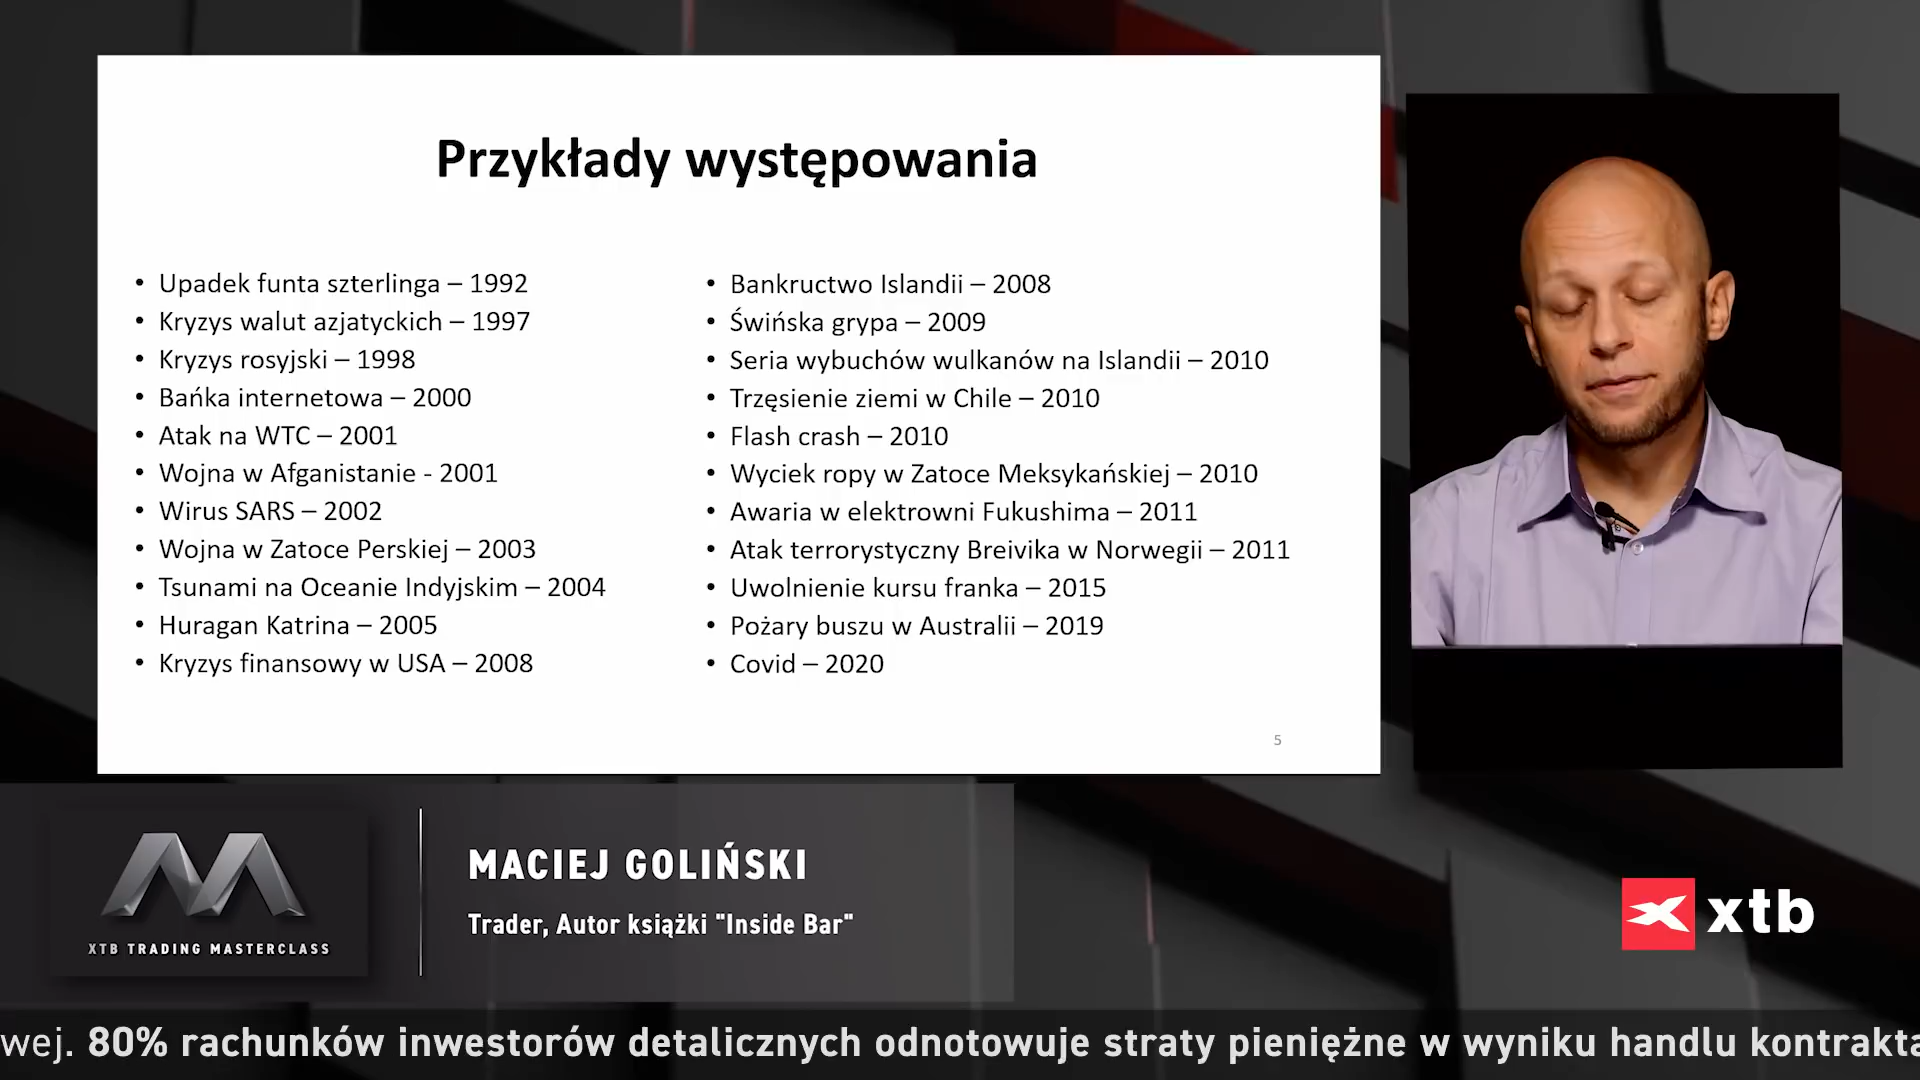 Przykłady występowania
• Upadek funta szterlinga – 1992
• Kryzys walut azjatyckich – 1997
• Kryzys rosyjski – 1998
• Bańka internetowa – 2000
• Atak na WTC – 2001
• Wojna w Afganistanie - 2001
• Wirus SARS – 2002
• Wojna w Zatoce Perskiej – 2003
• Tsunami na Oceanie Indyjskim – 2004
• Huragan Katrina – 2005
• Kryzys finansowy w USA – 2008
• Bankructwo Islandii – 2008
• Świńska grypa – 2009
• Seria wybuchów wulkanów na Islandii – 2010
• Trzęsienie ziemi w Chile – 2010
• Flash crash – 2010
• Wyciek ropy w Zatoce Meksykańskiej – 2010
• Awaria w elektrowni Fukushima – 2011
• Atak terrorystyczny Breivika w Norwegii – 2011
• Uwolnienie kursu franka – 2015
• Pożary buszu w Australii – 2019
• Covid – 2020
5
XTB TRADING MASTERCLASS
MACIEJ GOLIŃSKI
Trader, Autor książki "Inside Bar"
xtb
wej. 80% rachunków inwestorów detalicznych odnotowuje straty pieniężne w wyniku handlu kontrakta